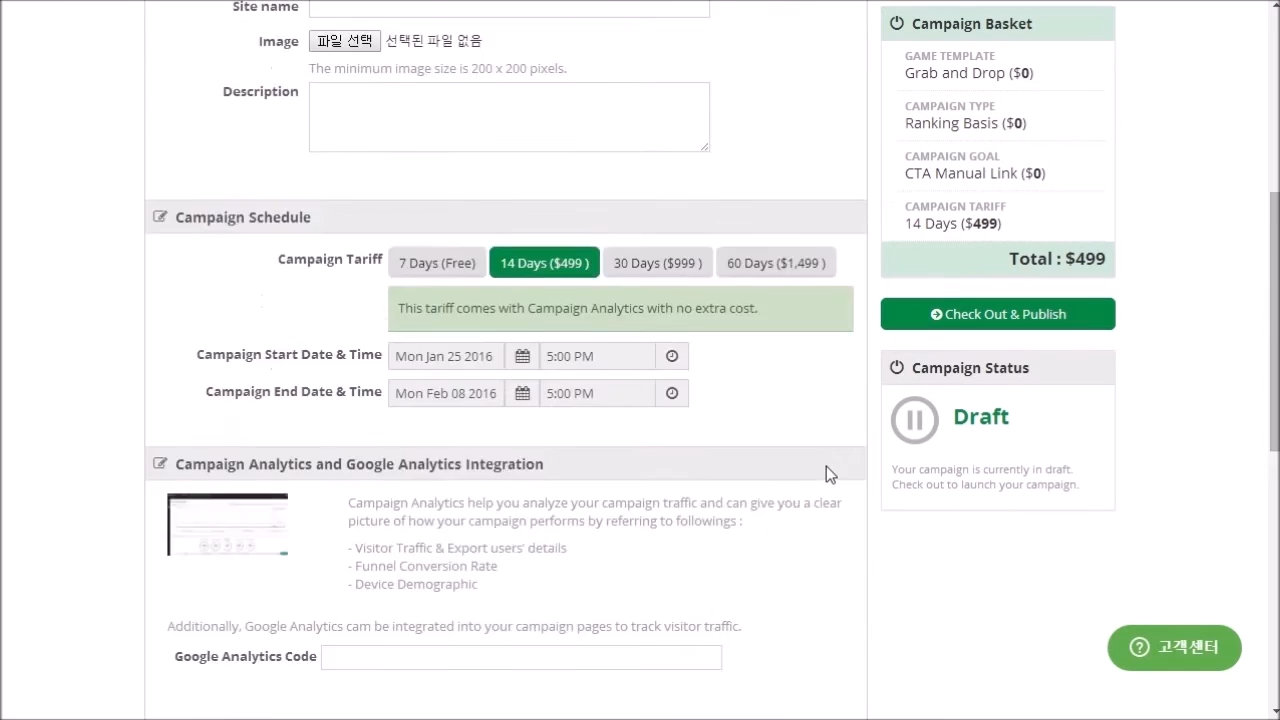 Site name
Image 파일 선택 선택된 파일 없음
The minimum image size is 200 x 200 pixels.
Description
Campaign Schedule
Campaign Tariff 7 Days (Free) 14 Days ($499 ) 30 Days ($999 ) 60 Days ($1,499 )
This tariff comes with Campaign Analytics with no extra cost.
Campaign Start Date & Time Mon Jan 25 2016 5:00 PM
Campaign End Date & Time Mon Feb 08 2016 5:00 PM
Campaign Analytics and Google Analytics Integration
Campaign Analytics help you analyze your campaign traffic and can give you a clear
picture of how your campaign performs by referring to followings :
- Visitor Traffic & Export users' details
- Funnel Conversion Rate
- Device Demographic
Additionally, Google Analytics cam be integrated into your campaign pages to track visitor traffic.
Google Analytics Code
Campaign Basket
GAME TEMPLATE
Grab and Drop ($0)
CAMPAIGN TYPE
Ranking Basis ($0)
CAMPAIGN GOAL
CTA Manual Link ($0)
CAMPAIGN TARIFF
14 Days ($499)
Total : $499
Check Out & Publish
Campaign Status
Draft
Your campaign is currently in draft.
Check out to launch your campaign.
고객센터